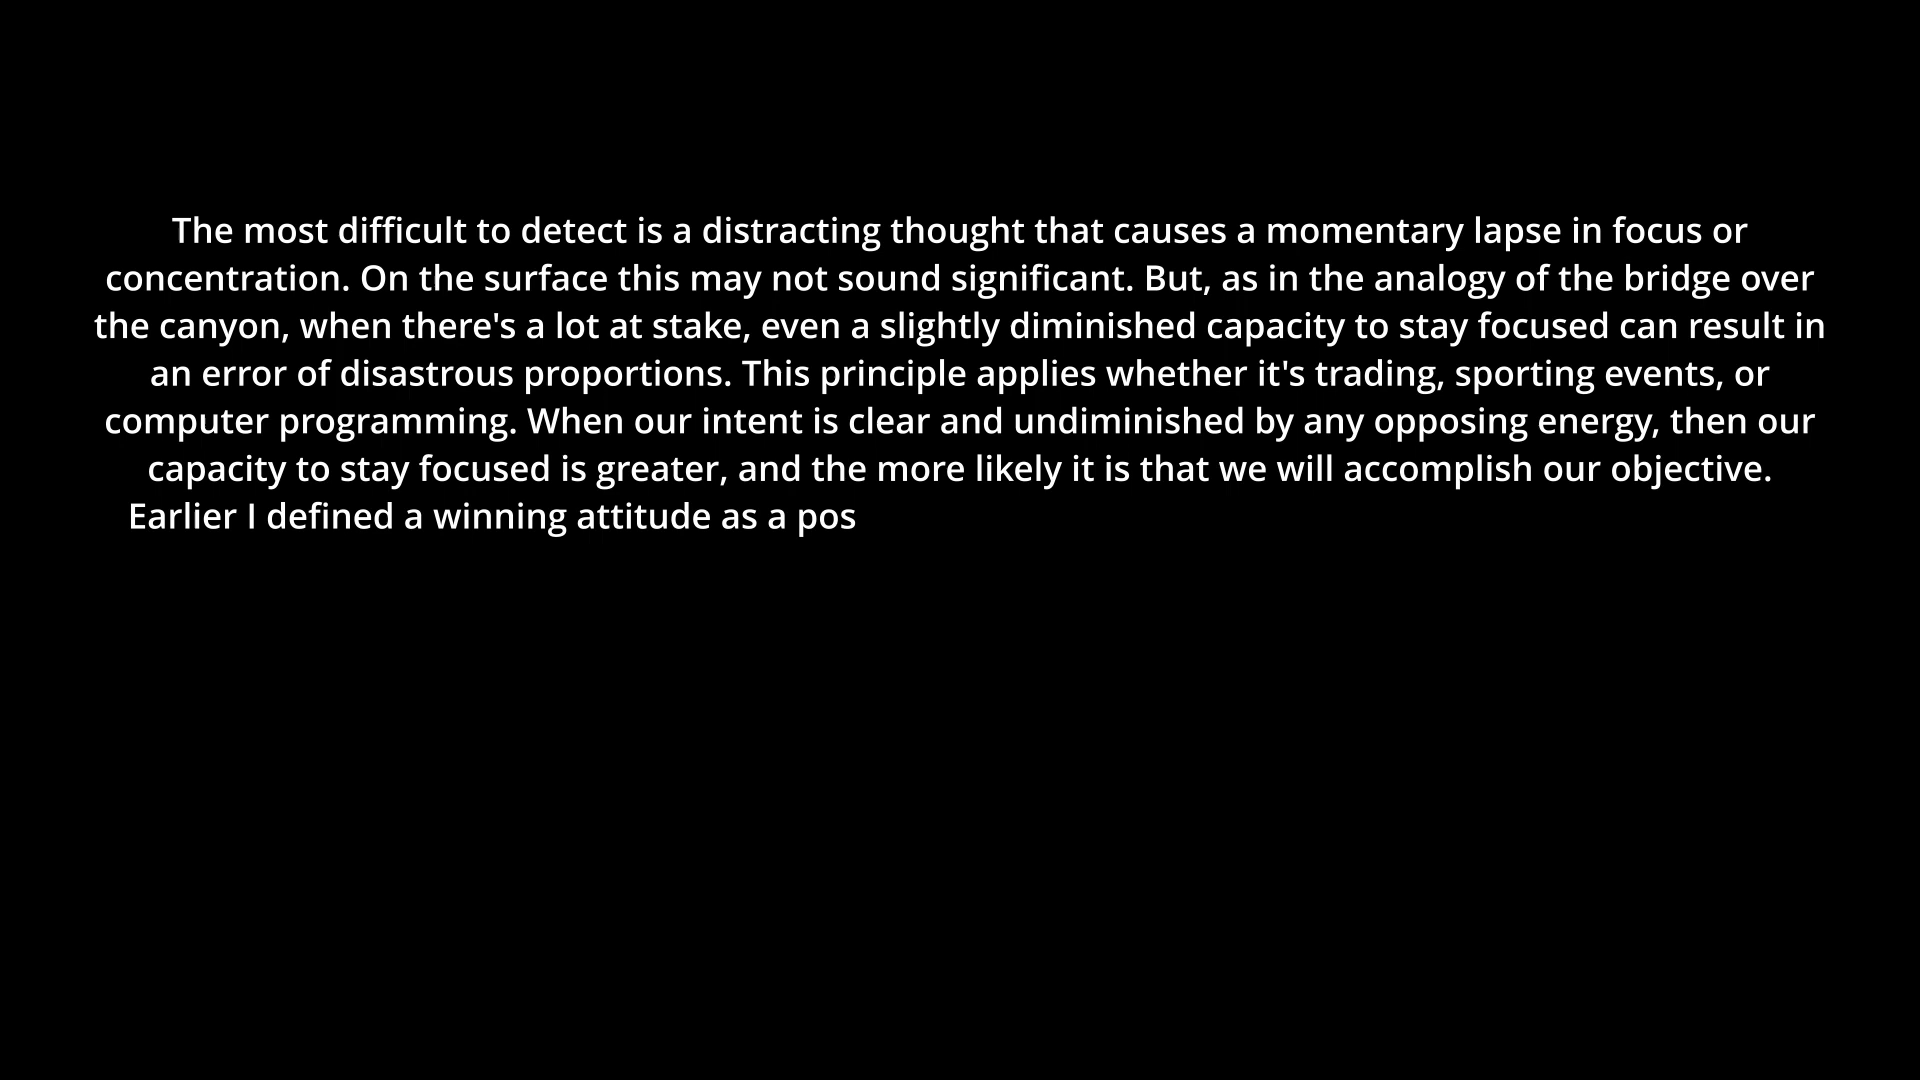 The most difficult to detect is a distracting thought that causes a momentary lapse in focus or
concentration. On the surface this may not sound significant. But, as in the analogy of the bridge over
the canyon, when there's a lot at stake, even a slightly diminished capacity to stay focused can result in
an error of disastrous proportions. This principle applies whether it's trading, sporting events, or
computer programming. When our intent is clear and undiminished by any opposing energy, then our
capacity to stay focused is greater, and the more likely it is that we will accomplish our objective.
Earlier I defined a winning attitude as a pos